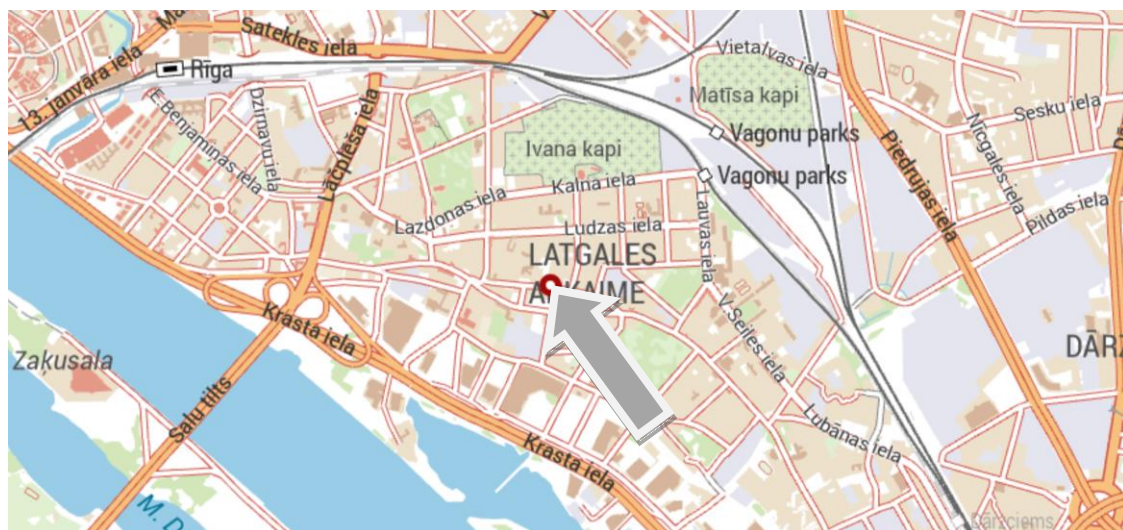 Satekles iela
13. Janvāra iela
Rīga
E. Benjamiņas iela
Dzirnavu iela
Lāčplēša iela
Vietalvas iela
Matīsa kapi
Vagonu parks
Ivana kapi
Vagonu parks
Kalna iela
Lazdonas iela
Ludzas iela
Lauvas iela
LATGALES
Piedrujas iela
Nīcgales iela
Sesku iela
Pildas iela
Krasta iela
V. Seiles iela
Zaķusala
Salu tilts
Krasta iela
Lubānas iela
DĀRZ
M. D
Dārzciems